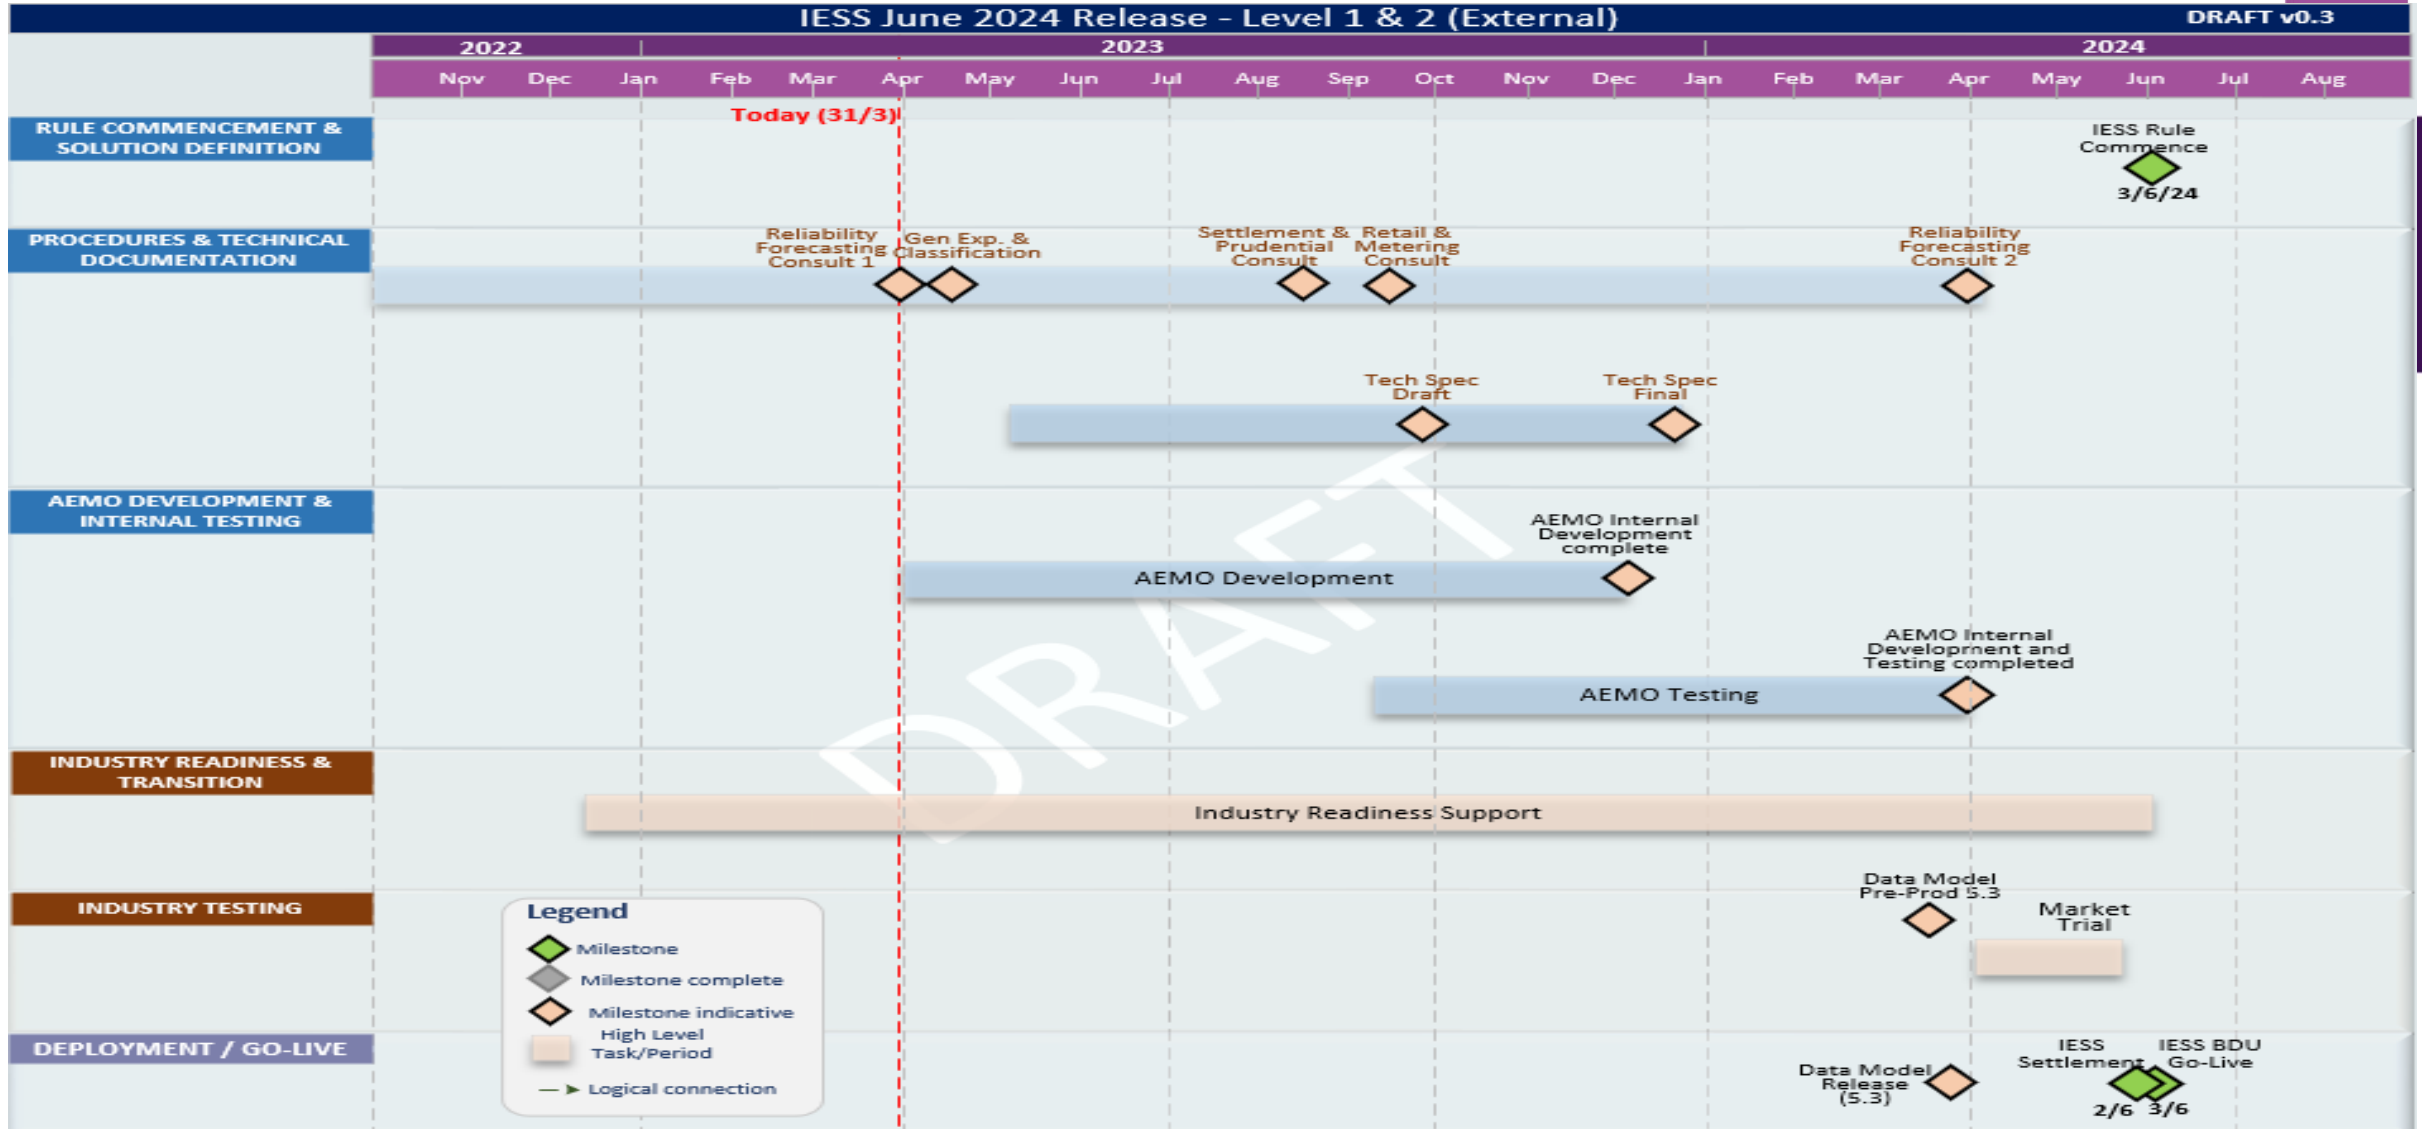 IESS June 2024 Release - Level 1 & 2 (External)
DRAFT v0.3
2022
2023
2024
Nov
Dec
Jan
Feb
Mar
Apr
May
Jun
Jul
Aug
Sep
Oct
Nov
Dec
Jan
Feb
Mar
Apr
May
Jun
Jul
Aug
Today (31/3)
RULE COMMENCEMENT &
SOLUTION DEFINITION
IESS Rule
Commence
3/6/24
PROCEDURES & TECHNICAL
DOCUMENTATION
Reliability
Forecasting
Consult 1
Gen Exp. &
Classification
Settlement &
Prudential
Consult
Retail &
Metering
Consult
Reliability
Forecasting
Consult 2
Tech Spec
Draft
Tech Spec
Final
AEMO DEVELOPMENT &
INTERNAL TESTING
AEMO Internal
Development
complete
AEMO Development
AEMO Internal
Development and
Testing completed
AEMO Testing
DRAFT
INDUSTRY READINESS &
TRANSITION
Industry Readiness Support
INDUSTRY TESTING
Data Model
Pre-Prod 5.3
Market
Trial
Legend
Milestone
Milestone complete
Milestone indicative
High Level
Task/Period
Logical connection
DEPLOYMENT / GO-LIVE
Data Model
Release
(5.3)
IESS
Settlement
2/6
IESS BDU
Go-Live
3/6